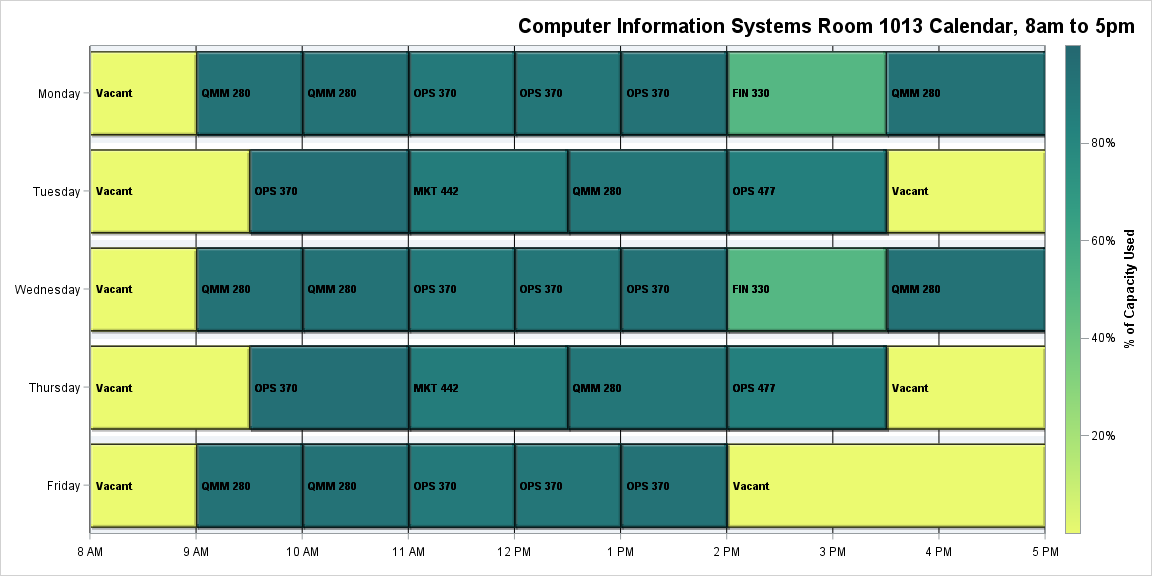 Computer Information Systems Room 1013 Calendar, 8am to 5pm
Monday Vacant QMM 280 QMM 280 OPS 370 OPS 370 OPS 370 FIN 330 QMM 280
Tuesday Vacant OPS 370 MKT 442 QMM 280 OPS 477 Vacant
Wednesday Vacant QMM 280 QMM 280 OPS 370 OPS 370 OPS 370 FIN 330 QMM 280
Thursday Vacant OPS 370 MKT 442 QMM 280 OPS 477 Vacant
Friday Vacant QMM 280 QMM 280 OPS 370 OPS 370 OPS 370 Vacant
8 AM 9 AM 10 AM 11 AM 12 PM 1 PM 2 PM 3 PM 4 PM 5 PM
80%
60%
40%
20%
% of Capacity Used